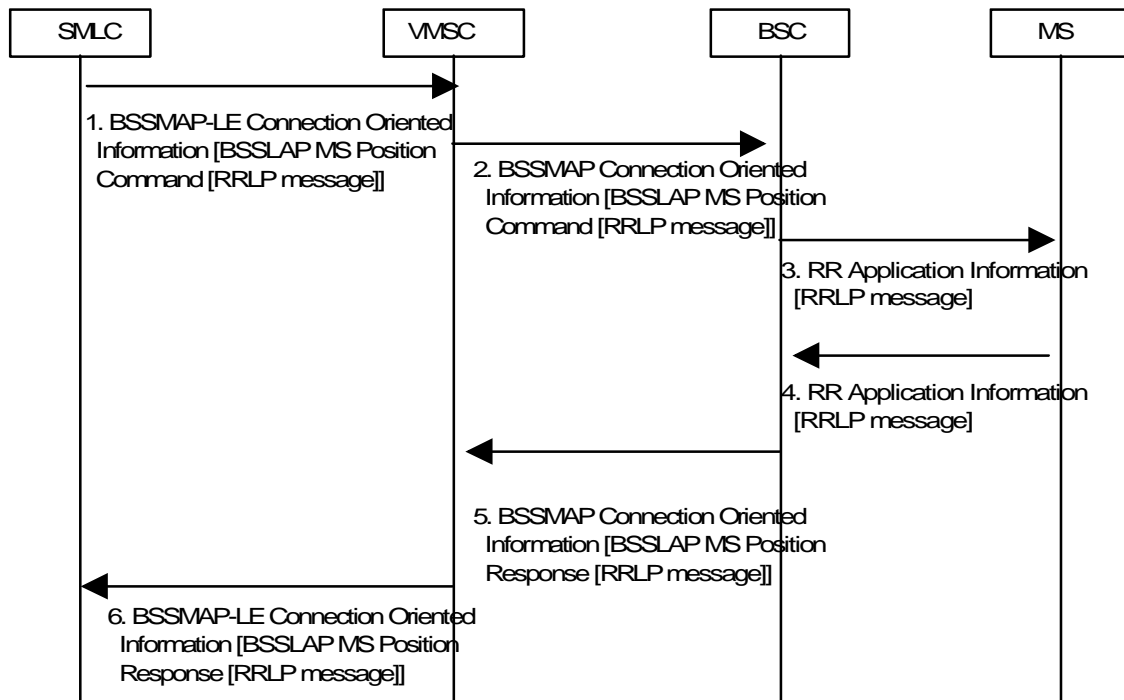 SMLC
VMSC
BSC
MS
1. BSSMAP-LE Connection Oriented
Information [BSSLAP MS Position
Command [RRLP message]]
2. BSSMAP Connection Oriented
Information [BSSLAP MS Position
Command [RRLP message]]
3. RR Application Information
[RRLP message]
4. RR Application Information
[RRLP message]
5. BSSMAP Connection Oriented
Information [BSSLAP MS Position
Response [RRLP message]]
6. BSSMAP-LE Connection Oriented
Information [BSSLAP MS Position
Response [RRLP message]]